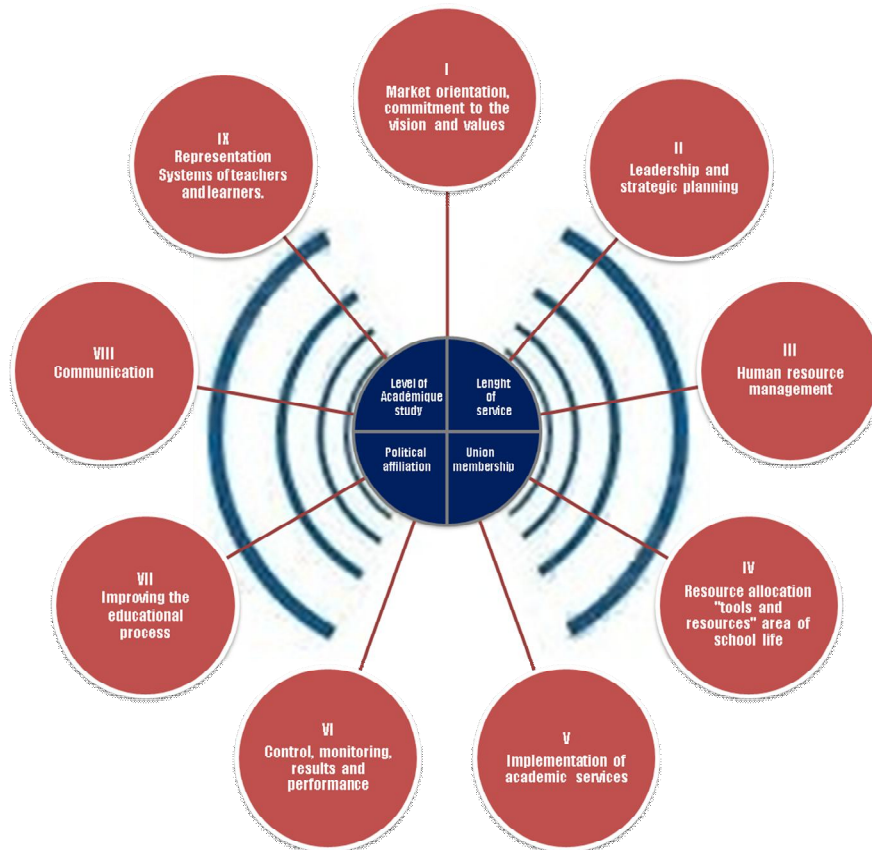 I
Market orientation,
commitment to the
vision and values
II
Leadership and
strategic planning
III
Human resource
management
IV
Resource allocation
"tools and
resources" area of
school life
V
Implementation of
academic services
VI
Control, monitoring,
results and
performance
VII
Improving the
educational
process
VIII
Communication
IX
Representation
Systems of teachers
and learners.
Level of
Académique
study
Lenght
of
service
Political
affiliation
Union
membership